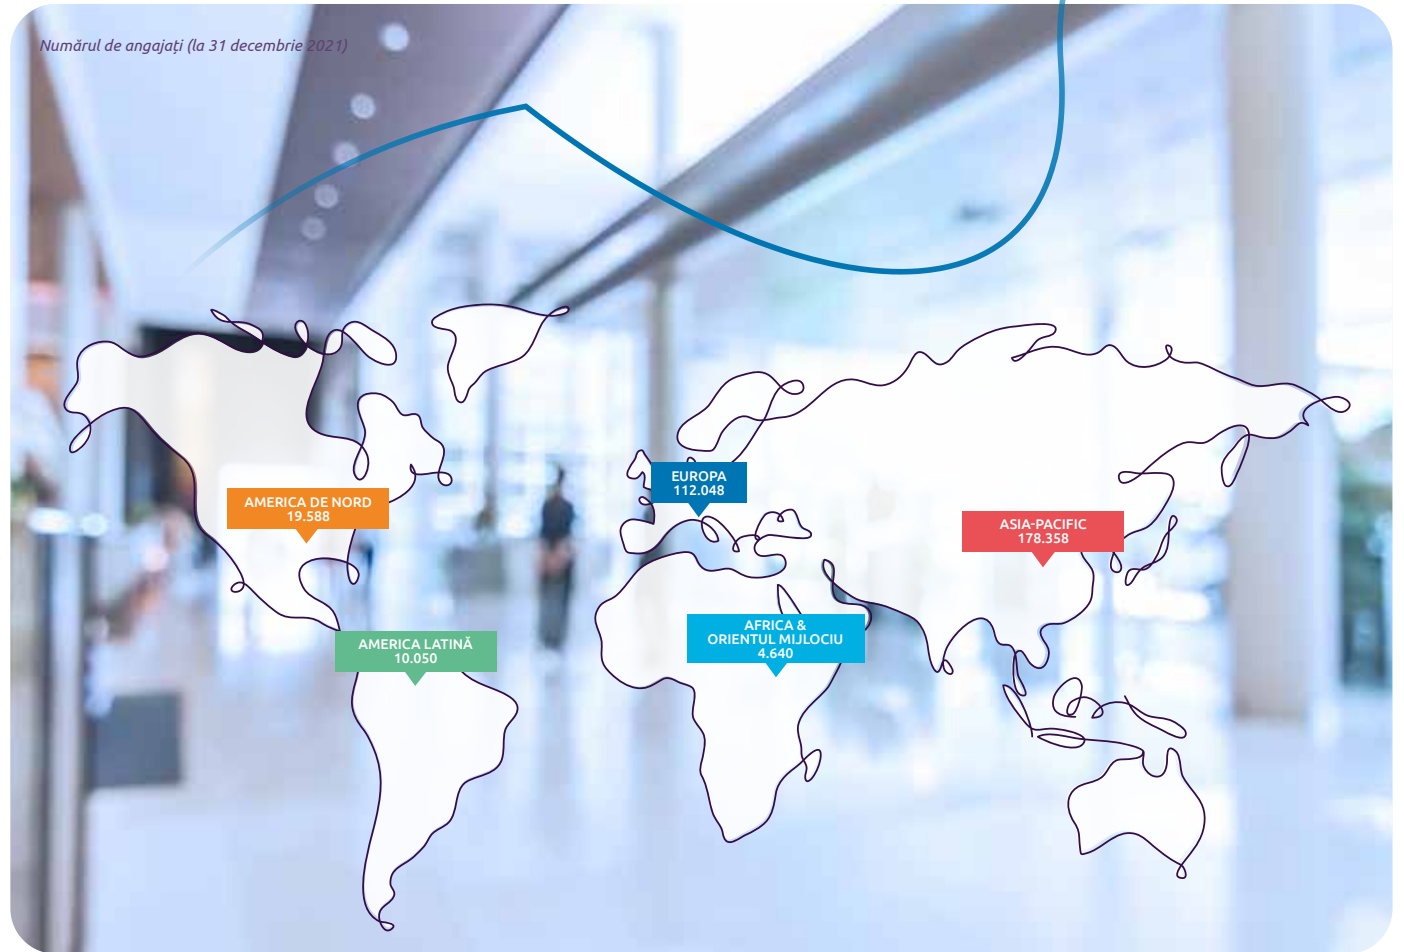 Numărul de angajați (la 31 decembrie 2021)
EUROPA
112.048
AMERICA DE NORD
19.588
ASIA-PACIFIC
178.358
AFRICA &
ORIENTUL MIJLOCIU
4.640
AMERICA LATINĂ
10.050